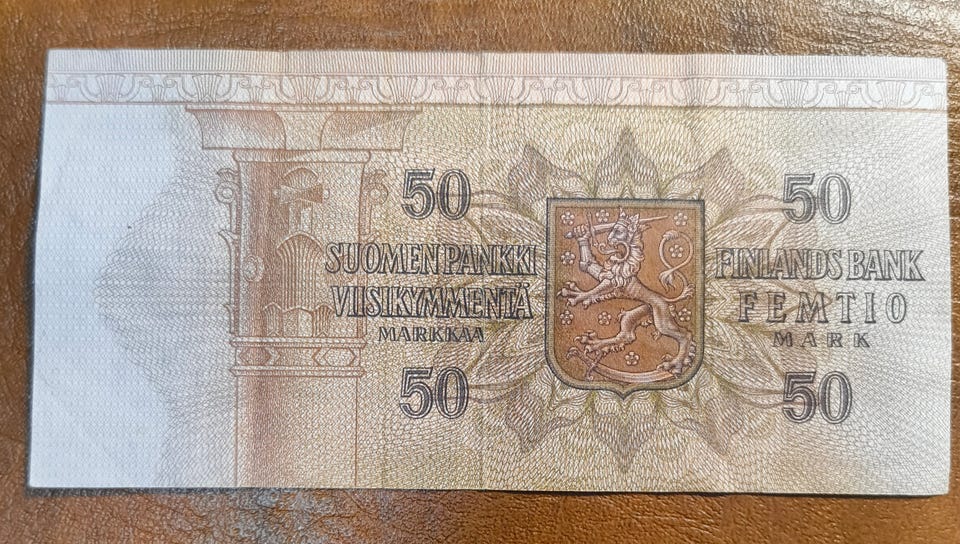 50
SUOMEN PANKKI
VIISIKYMMENTÄ
MARKKAA
50
50
FINLANDS BANK
FEMTIO
MARK
50